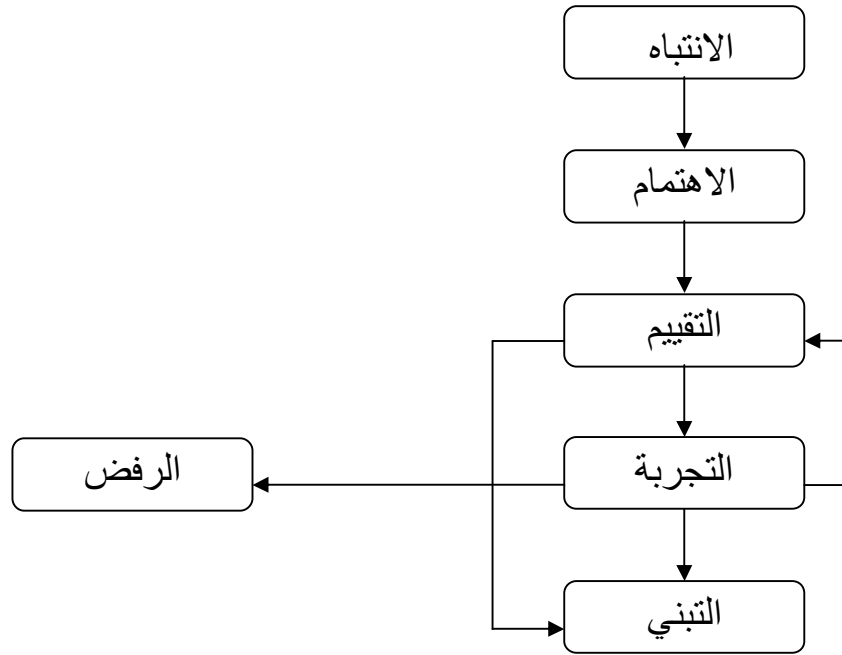 الانتباه
الاهتمام
التقييم
التجربة
الرفض
التبني